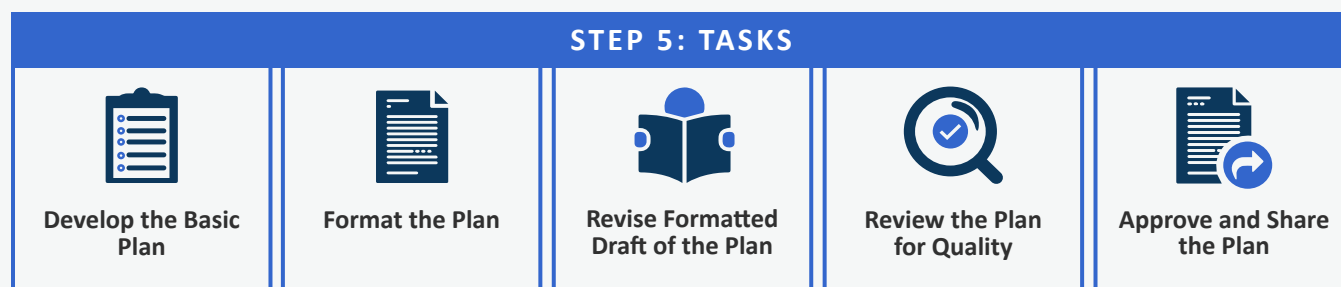 STEP 5: TASKS
Develop the Basic
Plan
Format the Plan
Revise Formatted
Draft of the Plan
Review the Plan
for Quality
Approve and Share
the Plan